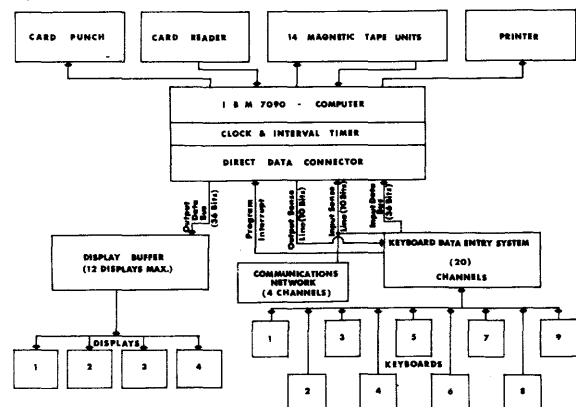 CARD PUNCH
CARD READER
14 MAGNETIC TAPE UNITS
PRINTER
I B M 7090 - COMPUTER
CLOCK & INTERVAL TIMER
DIRECT DATA CONNECTOR
Output
Data
Bus
(36 Bits)
Program
Interrupt
Output Sense
Line(10 Bits)
Input Sense
Line(10 Bits)
Input Data
Bus
(36 Bits)
DISPLAY BUFFER
(12 DISPLAYS MAX.)
COMMUNICATIONS
NETWORK
(4 CHANNELS)
KEYBOARD DATA ENTRY SYSTEM
(20)
CHANNELS
DISPLAYS
1 2 3 4
1 3 5 7 9
KEYBOARDS
2 4 6 8